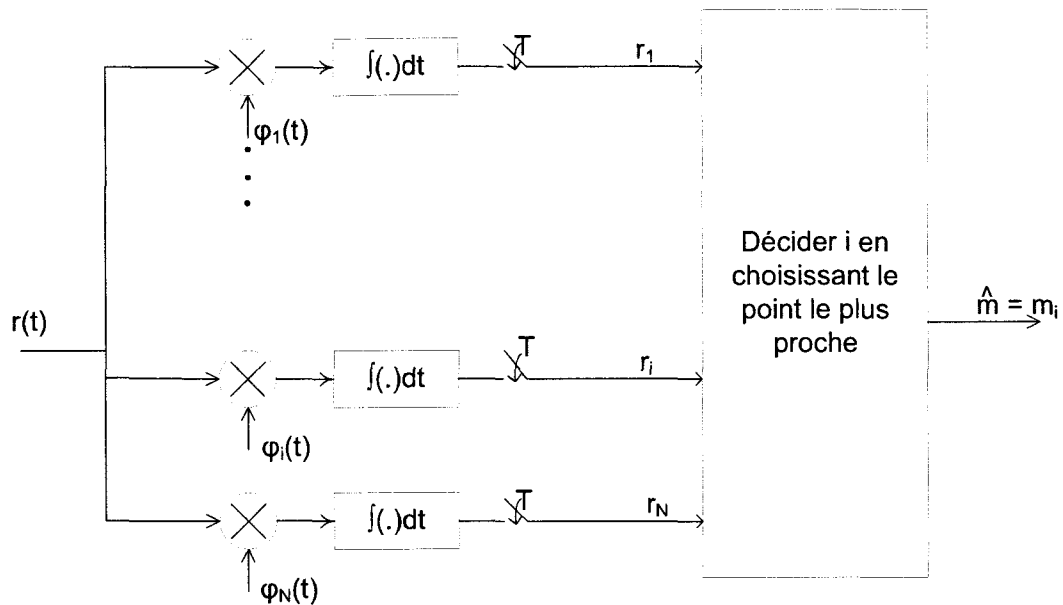 T
∫(.)dt
r₁
φ₁(t)
Décider i en
choisissant le
point le plus
proche
m̂ = mᵢ
r(t)
T
∫(.)dt
rᵢ
φᵢ(t)
T
∫(.)dt
r_N
φ_N(t)